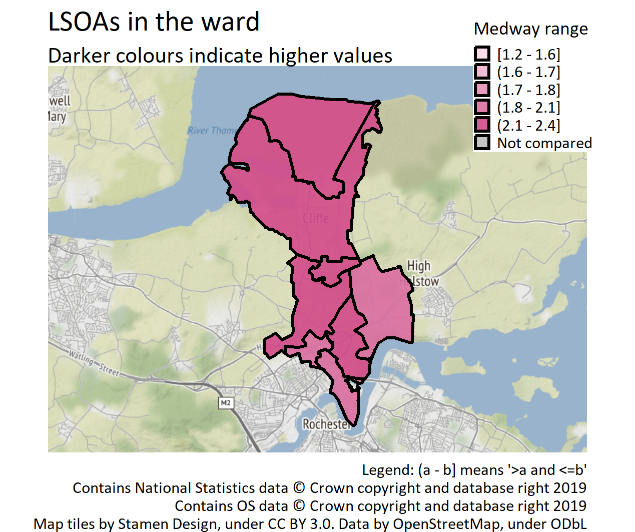 LSOAs in the ward
Darker colours indicate higher values
Medway range
[1.2 - 1.6]
(1.6 - 1.7]
(1.7 - 1.8]
(1.8 - 2.1]
(2.1 - 2.4]
Not compared
well
Mary
River Tham
Cliffe
High
lstow
Watling-Street
M2
Rochester
Legend: (a - b] means '>a and <=b'
Contains National Statistics data © Crown copyright and database right 2019
Contains OS data © Crown copyright and database right 2019
Map tiles by Stamen Design, under CC BY 3.0. Data by OpenStreetMap, under ODbL